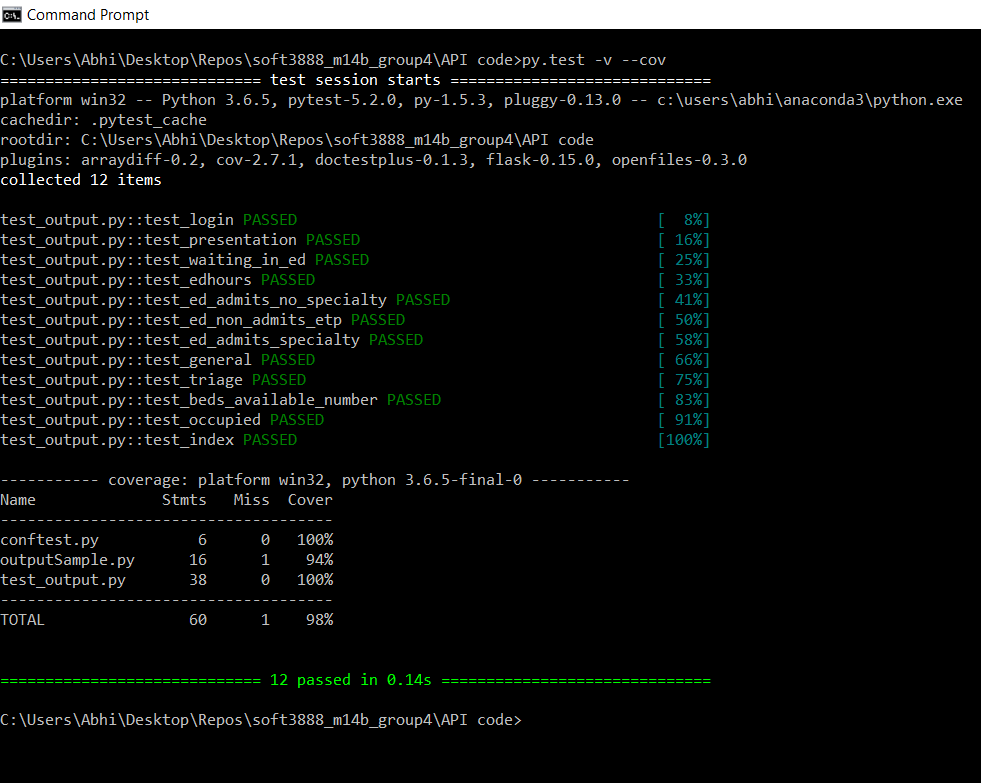 Command Prompt
C:\Users\Abhi\Desktop\Repos\soft3888_m14b_group4\API code>py.test -v --cov
============================= test session starts =============================
platform win32 -- Python 3.6.5, pytest-5.2.0, py-1.5.3, pluggy-0.13.0 -- c:\users\abhi\anaconda3\python.exe
cachedir: .pytest_cache
rootdir: C:\Users\Abhi\Desktop\Repos\soft3888_m14b_group4\API code
plugins: arraydiff-0.2, cov-2.7.1, doctestplus-0.1.3, flask-0.15.0, openfiles-0.3.0
collected 12 items

test_output.py::test_login PASSED                                        [  8%]
test_output.py::test_presentation PASSED                                 [ 16%]
test_output.py::test_waiting_in_ed PASSED                                [ 25%]
test_output.py::test_edhours PASSED                                      [ 33%]
test_output.py::test_ed_admits_no_specialty PASSED                       [ 41%]
test_output.py::test_ed_non_admits_etp PASSED                            [ 50%]
test_output.py::test_ed_admits_specialty PASSED                          [ 58%]
test_output.py::test_general PASSED                                      [ 66%]
test_output.py::test_triage PASSED                                       [ 75%]
test_output.py::test_beds_available_number PASSED                        [ 83%]
test_output.py::test_occupied PASSED                                     [ 91%]
test_output.py::test_index PASSED                                        [100%]

----------- coverage: platform win32, python 3.6.5-final-0 -----------
Name              Stmts   Miss  Cover
-------------------------------------
conftest.py           6      0   100%
outputSample.py      16      1    94%
test_output.py       38      0   100%
-------------------------------------
TOTAL                60      1    98%

============================= 12 passed in 0.14s ==============================

C:\Users\Abhi\Desktop\Repos\soft3888_m14b_group4\API code>